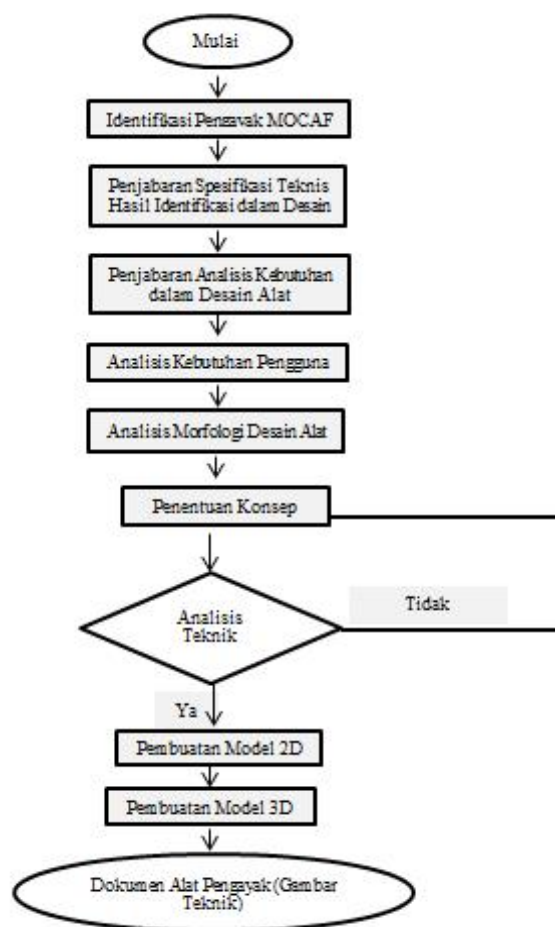 Mulai
Identifikasi Pengayak MOCAF
Penjabaran Spesifikasi Teknis
Hasil Identifikasi dalam Desain
Penjabaran Analisis Kebutuhan
dalam Desain Alat
Analisis Kebutuhan Pengguna
Analisis Morfologi Desain Alat
Penentuan Konsep
Analisis
Teknik
Tidak
Ya
Pembuatan Model 2D
Pembuatan Model 3D
Dokumen Alat Pengayak (Gambar
Teknik)